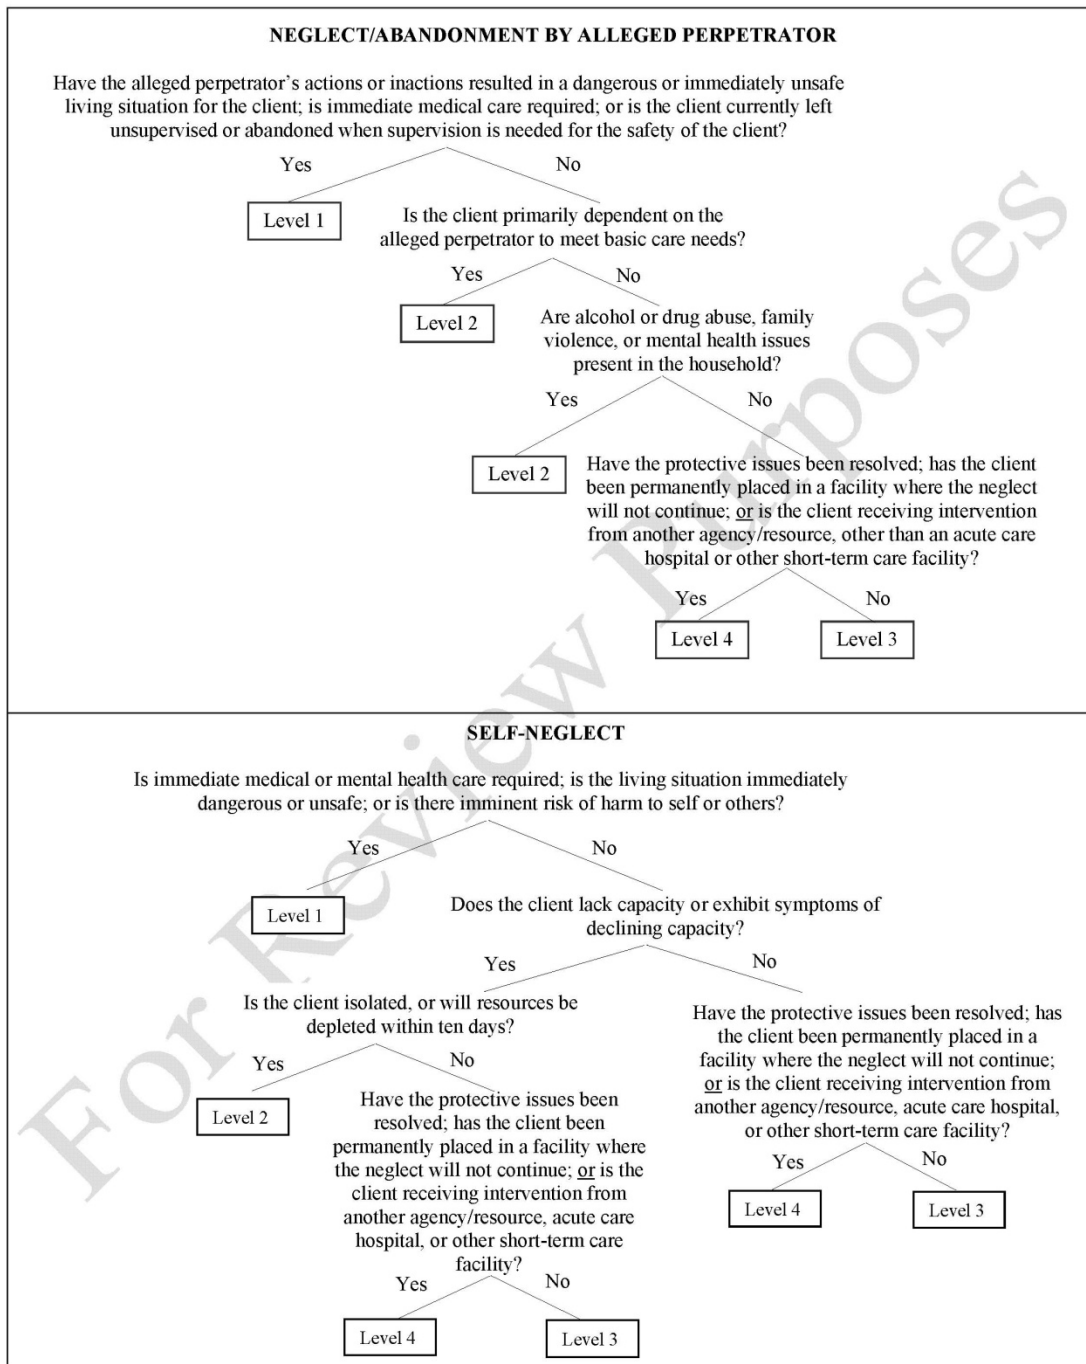 NEGLECT/ABANDONMENT BY ALLEGED PERPETRATOR
Have the alleged perpetrator’s actions or inactions resulted in a dangerous or immediately unsafe
living situation for the client; is immediate medical care required; or is the client currently left
unsupervised or abandoned when supervision is needed for the safety of the client?
Yes
No
Level 1
Is the client primarily dependent on the
alleged perpetrator to meet basic care needs?
Yes
No
Level 2
Are alcohol or drug abuse, family
violence, or mental health issues
present in the household?
Yes
No
Level 2
Have the protective issues been resolved; has the client
been permanently placed in a facility where the neglect
will not continue; or is the client receiving intervention
from another agency/resource, other than an acute care
hospital or other short-term care facility?
Yes
No
Level 4
Level 3
SELF-NEGLECT
Is immediate medical or mental health care required; is the living situation immediately
dangerous or unsafe; or is there imminent risk of harm to self or others?
Yes
No
Level 1
Does the client lack capacity or exhibit symptoms of
declining capacity?
Yes
No
Is the client isolated, or will resources be
depleted within ten days?
Yes
No
Level 2
Have the protective issues been
resolved; has the client been
permanently placed in a facility where
the neglect will not continue; or is the
client receiving intervention from
another agency/resource, acute care
hospital, or other short-term care
facility?
Yes
No
Level 4
Level 3
Have the protective issues been resolved; has
the client been permanently placed in a
facility where the neglect will not continue;
or is the client receiving intervention from
another agency/resource, acute care hospital,
or other short-term care facility?
Yes
No
Level 4
Level 3
For Review Purposes